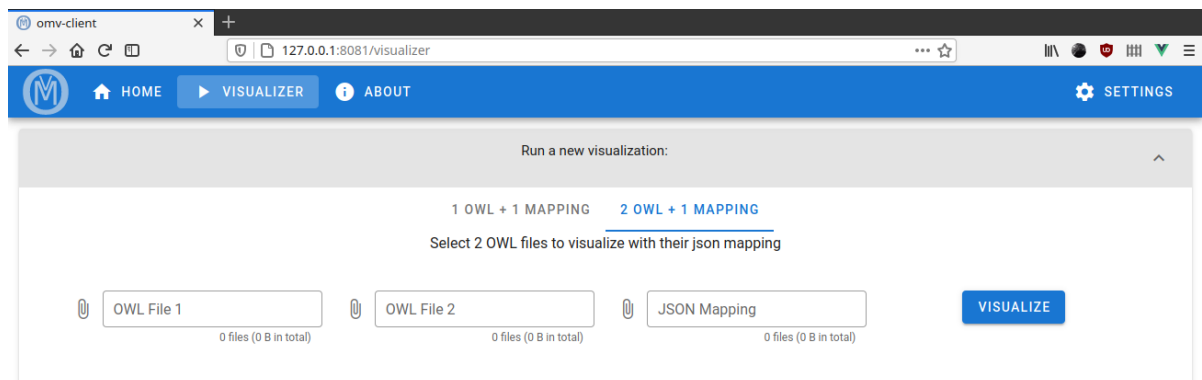 omv-client
127.0.0.1:8081/visualizer
HOME VISUALIZER ABOUT SETTINGS
Run a new visualization:
1 OWL + 1 MAPPING 2 OWL + 1 MAPPING
Select 2 OWL files to visualize with their json mapping
OWL File 1 OWL File 2 JSON Mapping VISUALIZE
0 files (0 B in total) 0 files (0 B in total) 0 files (0 B in total)